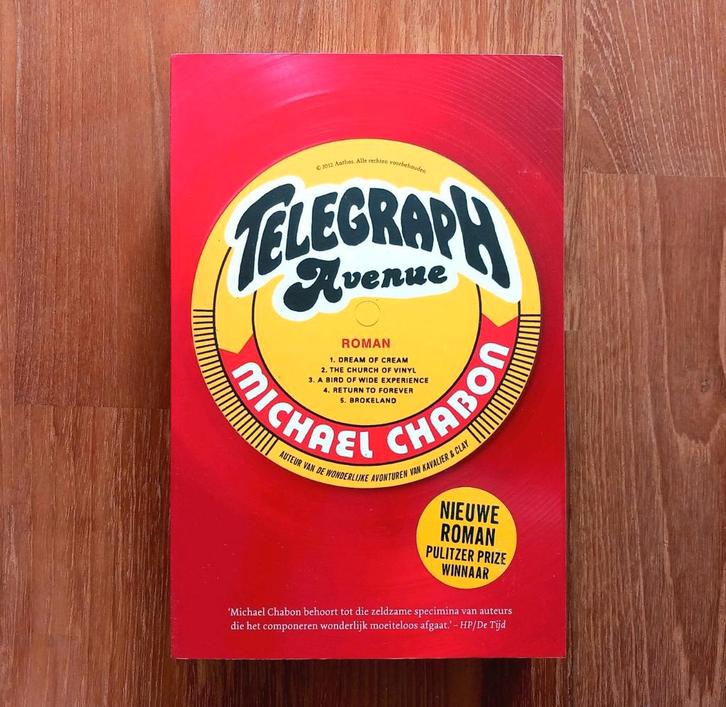 © 2012 Anthos. Alle rechten voorbehouden
TELEGRAPH
Avenue
ROMAN
1. DREAM OF CREAM
2. THE CHURCH OF VINYL
3. A BIRD OF WIDE EXPERIENCE
4. RETURN TO FOREVER
5. BROKELAND
MICHAEL CHABON
AUTEUR VAN DE WONDERLIJKE AVONTUREN VAN KAVALIER & CLAY
NIEUWE
ROMAN
PULITZER PRIZE
WINNAAR
'Michael Chabon behoort tot die zeldzame specimina van auteurs
die het componeren wonderlijk moeiteloos afgaat.' – HP/De Tijd